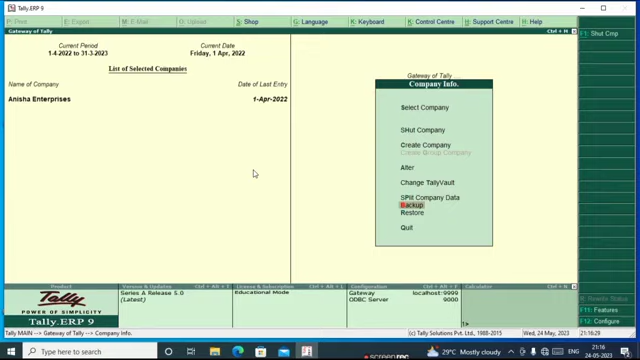 Tally.ERP 9
P: Print
E: Export
M: E-Mail
O: Upload
S: Shop
G: Language
K: Keyboard
K: Control Centre
H: Support Centre
H: Help
Gateway of Tally
Ctrl + M
F1: Shut Cmp
Current Period
1-4-2022 to 31-3-2023
Current Date
Friday, 1 Apr, 2022
List of Selected Companies
Name of Company
Date of Last Entry
Anisha Enterprises
1-Apr-2022
Gateway of Tally ...
Company Info.
Select Company
SHut Company
Create Company
Create Group Company
Alter
Change TallyVault
SPlit Company Data
Backup
Restore
Quit
Product
Version & Updates
Ctrl + Alt + T
License & Subscription
Ctrl + Alt + L
Configuration
Ctrl + Alt + F
Calculator
Ctrl + N
Tally
POWER OF SIMPLICITY
Tally.ERP 9
Series A Release 5.0
(Latest)
Educational Mode
Gateway
localhost:9999
ODBC Server
9000
1>
R: Remote Status
F11: Features
F12: Configure
Tally MAIN --> Gateway of Tally --> Company Info.
(c) Tally Solutions Pvt. Ltd., 1988-2015
Wed, 24 May, 2023
21:16:29
Type here to search
29°C Mostly cloudy
ENG
21:16
24-05-2023